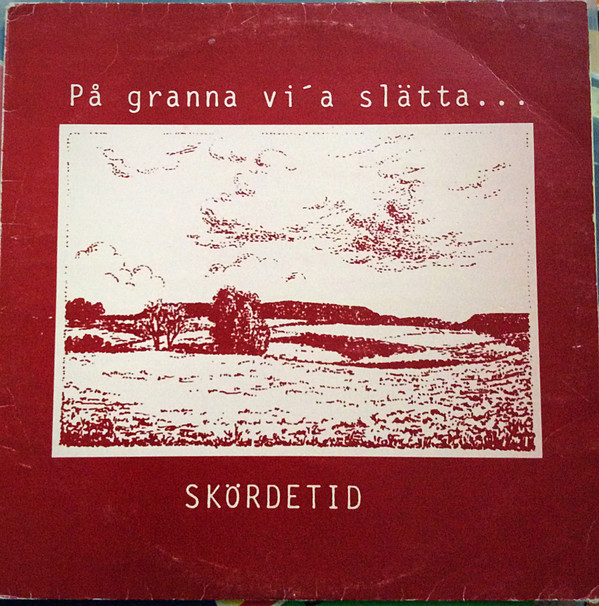 På granna vi´a slätta...
SKÖRDETID